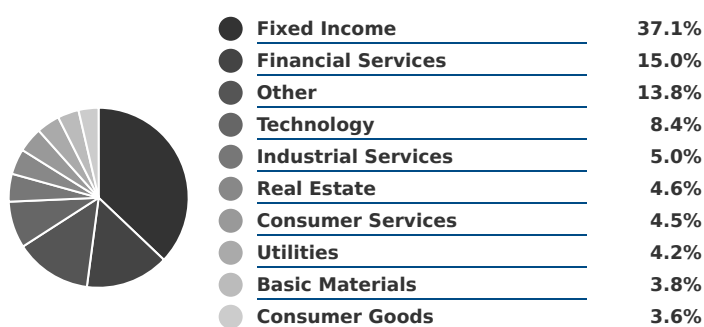 Fixed Income 37.1%
Financial Services 15.0%
Other 13.8%
Technology 8.4%
Industrial Services 5.0%
Real Estate 4.6%
Consumer Services 4.5%
Utilities 4.2%
Basic Materials 3.8%
Consumer Goods 3.6%